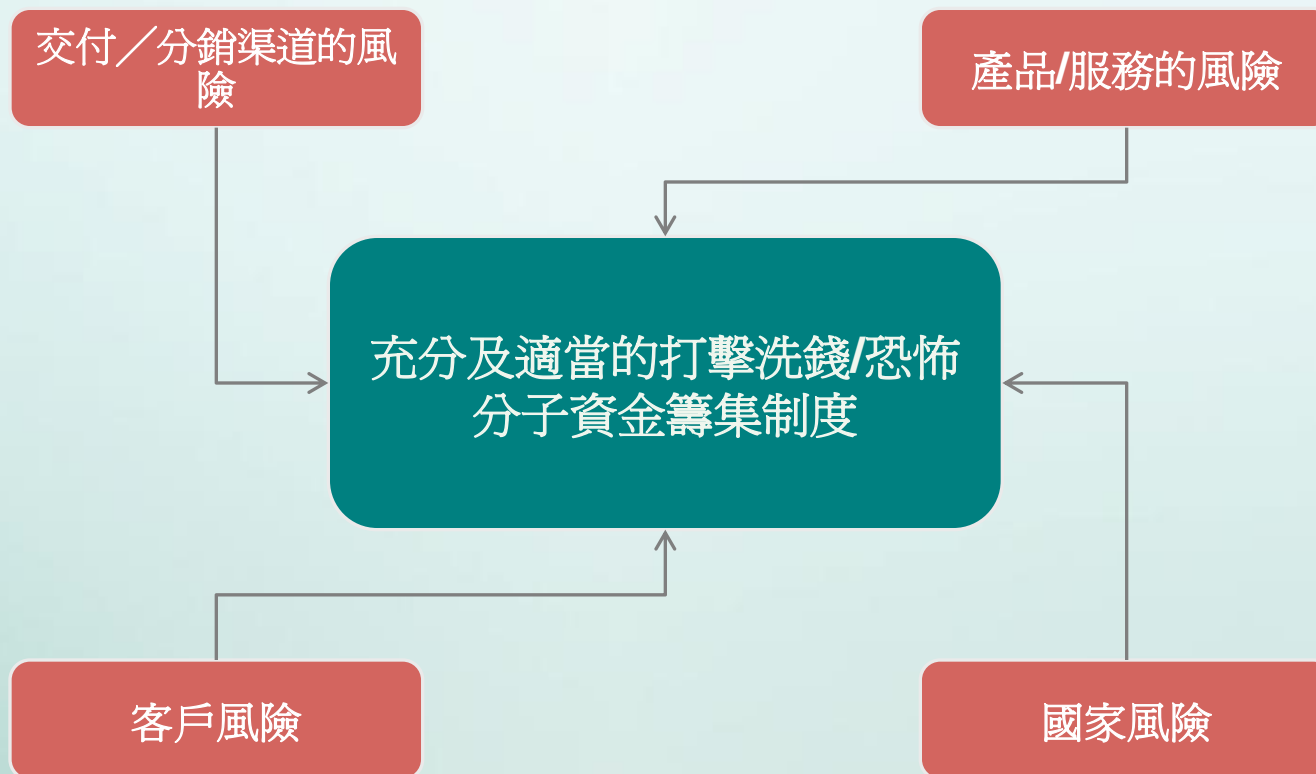 交付／分銷渠道的風
險
產品/服務的風險
充分及適當的打擊洗錢/恐怖
分子資金籌集制度
客戶風險
國家風險